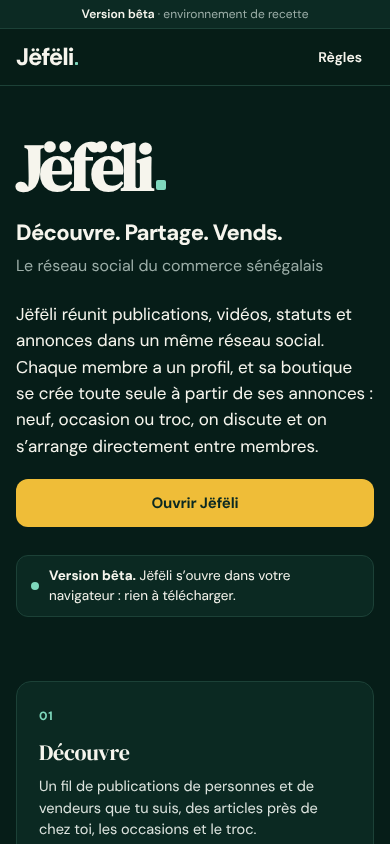 Version bêta · environnement de recette
Jëfëli.
Règles
Jëfëli.
Découvre. Partage. Vends.
Le réseau social du commerce sénégalais
Jëfëli réunit publications, vidéos, statuts et
annonces dans un même réseau social.
Chaque membre a un profil, et sa boutique
se crée toute seule à partir de ses annonces :
neuf, occasion ou troc, on discute et on
s’arrange directement entre membres.
Ouvrir Jëfëli
Version bêta. Jëfëli s’ouvre dans votre
navigateur : rien à télécharger.
01
Découvre
Un fil de publications de personnes et de
vendeurs que tu suis, des articles près de
chez toi, les occasions et le troc.